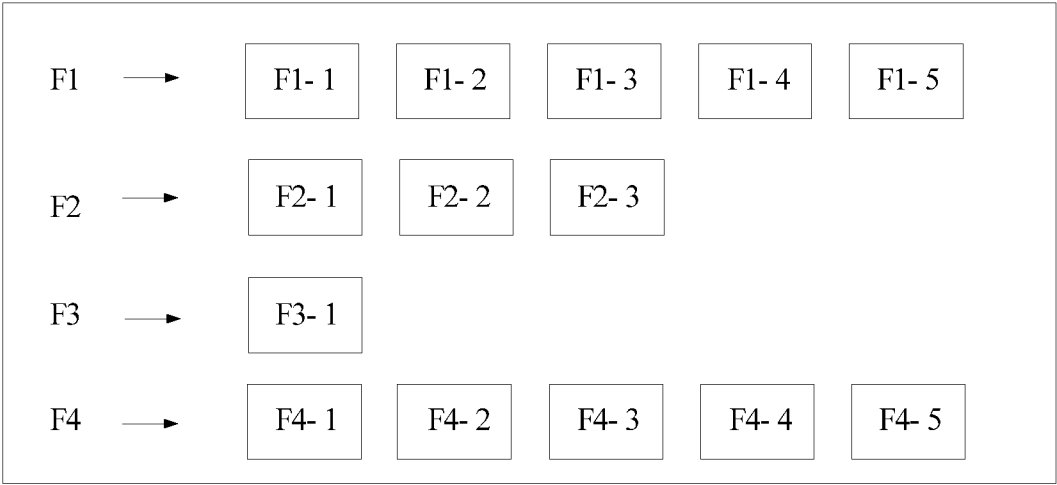 F1 F1- 1 F1- 2 F1- 3 F1- 4 F1- 5
F2 F2- 1 F2- 2 F2- 3
F3 F3- 1
F4 F4- 1 F4- 2 F4- 3 F4- 4 F4- 5